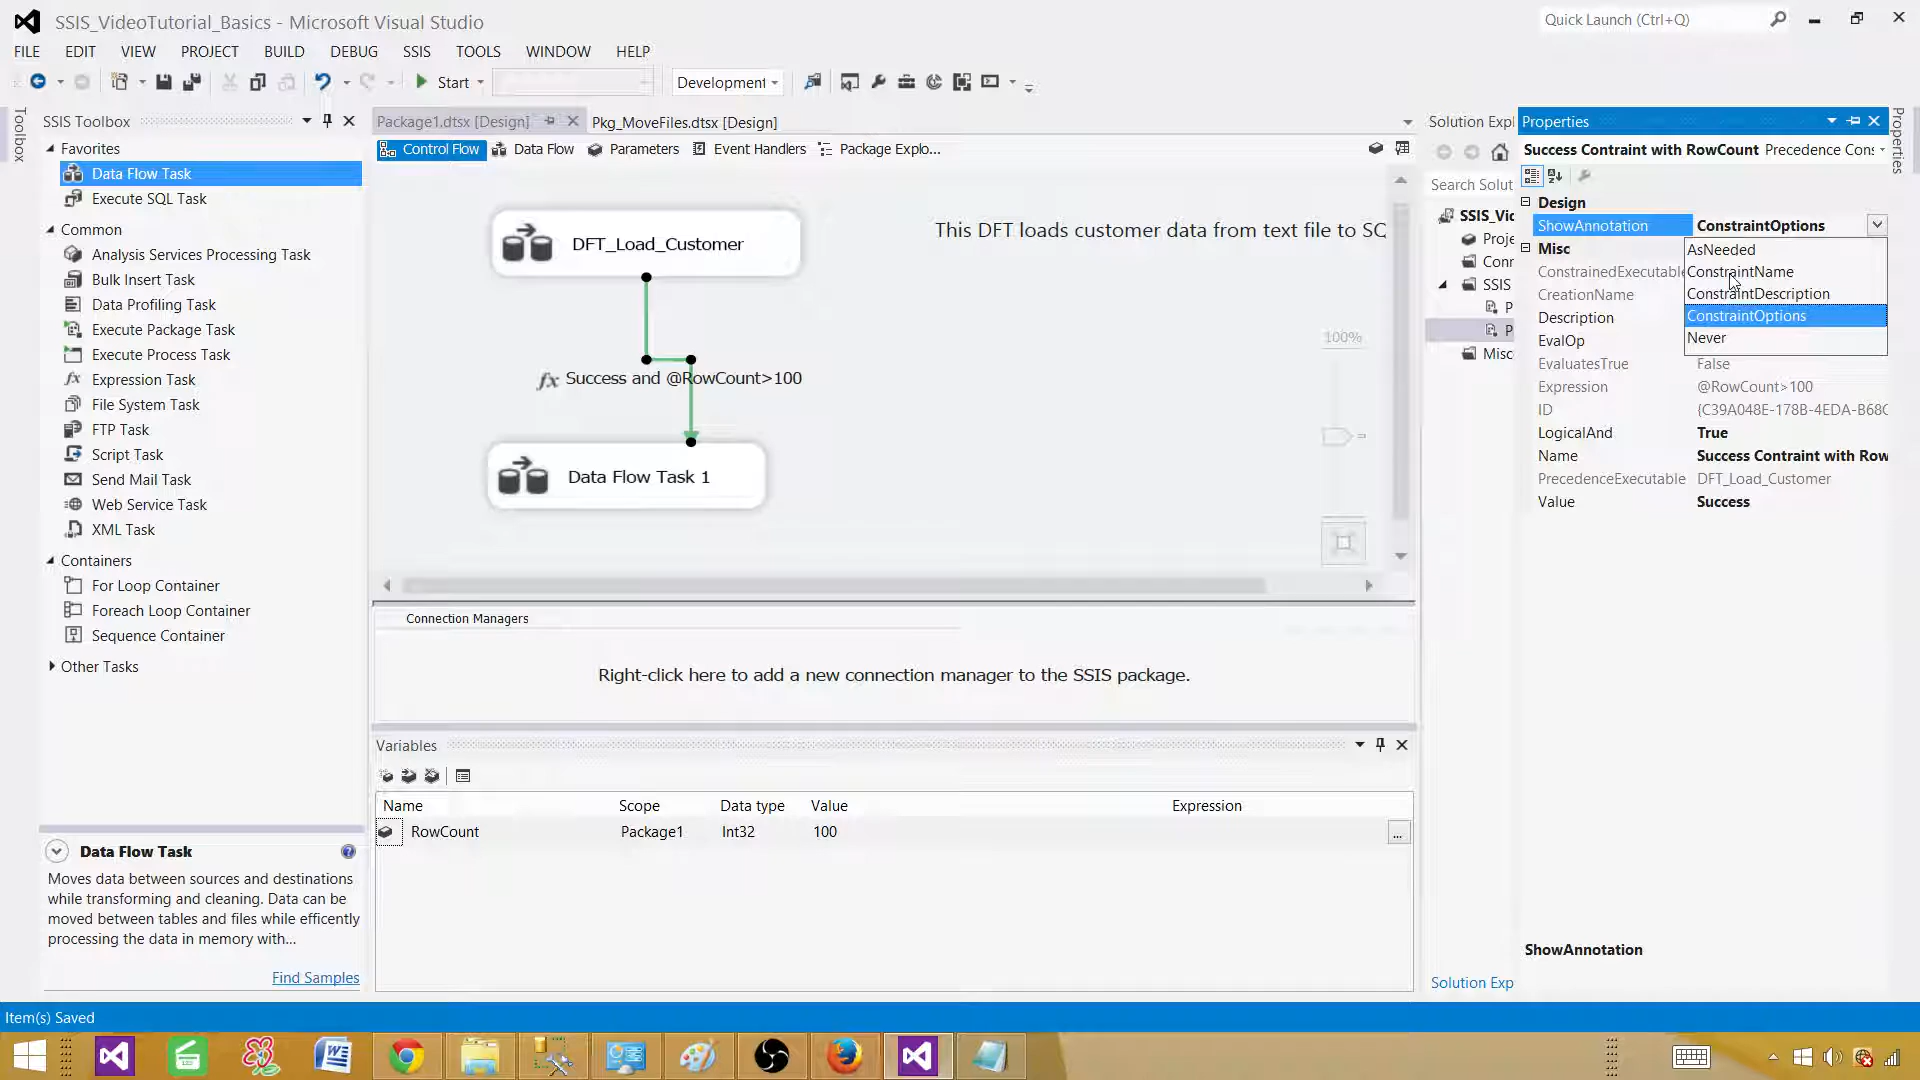 SSIS_VideoTutorial_Basics - Microsoft Visual Studio
Quick Launch (Ctrl+Q)
FILE EDIT VIEW PROJECT BUILD DEBUG SSIS TOOLS WINDOW HELP
Start
Development
Toolbox
SSIS Toolbox
Favorites
Data Flow Task
Execute SQL Task
Common
Analysis Services Processing Task
Bulk Insert Task
Data Profiling Task
Execute Package Task
Execute Process Task
Expression Task
File System Task
FTP Task
Script Task
Send Mail Task
Web Service Task
XML Task
Containers
For Loop Container
Foreach Loop Container
Sequence Container
Other Tasks
Data Flow Task
Moves data between sources and destinations
while transforming and cleaning. Data can be
moved between tables and files while efficently
processing the data in memory with...
Find Samples
Package1.dtsx [Design]
Pkg_MoveFiles.dtsx [Design]
Control Flow
Data Flow
Parameters
Event Handlers
Package Explo...
DFT_Load_Customer
This DFT loads customer data from text file to SQ
100%
fx Success and @RowCount>100
Data Flow Task 1
Connection Managers
Right-click here to add a new connection manager to the SSIS package.
Variables
Name Scope Data type Value Expression
RowCount Package1 Int32 100 ...
Solution Expl
Search Solut
SSIS_Vid
Proje
Conr
SSIS
P
P
Misc
Solution Exp
Properties
Properties
Success Contraint with RowCount Precedence Cons
Design
ShowAnnotation ConstraintOptions
AsNeeded
ConstraintName
ConstraintDescription
ConstraintOptions
Never
Misc
ConstrainedExecutable
CreationName
Description
EvalOp
EvaluatesTrue False
Expression @RowCount>100
ID {C39A048E-178B-4EDA-B68C
LogicalAnd True
Name Success Contraint with Row
PrecedenceExecutable DFT_Load_Customer
Value Success
ShowAnnotation
Item(s) Saved